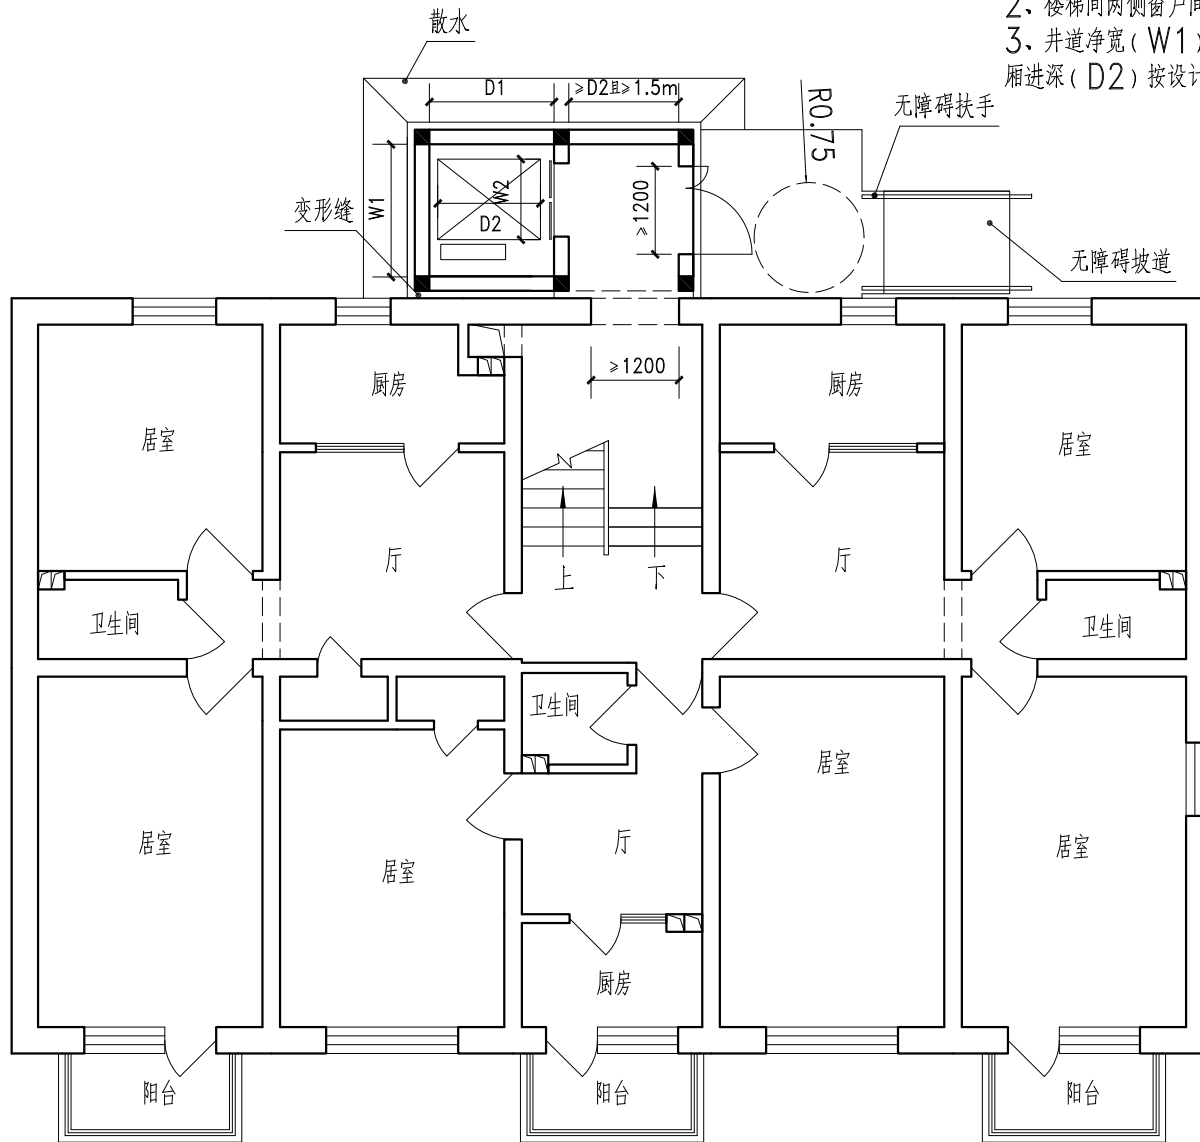 2、楼梯间两侧窗户间
3、井道净宽(W1)
厢进深(D2)按设计
散水
D1
≥D2且≥1.5m
R0.75
无障碍扶手
W1
W2
D2
≥1200
变形缝
无障碍坡道
≥1200
厨房
厨房
居室
居室
厅
厅
上
下
卫生间
卫生间
卫生间
居室
居室
居室
居室
厅
厨房
阳台
阳台
阳台